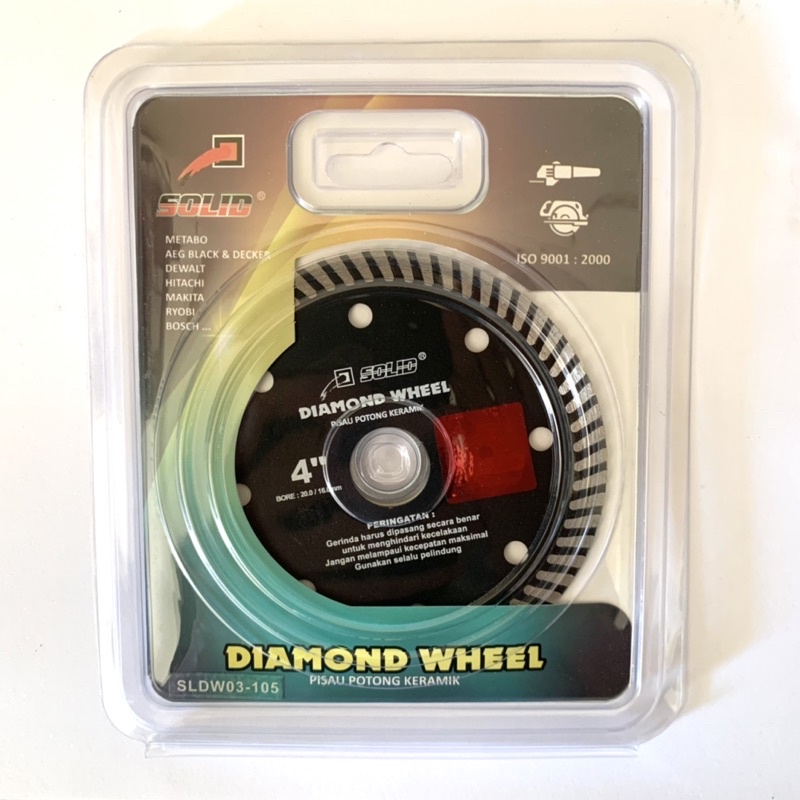 SOLID®
METABO
AEG BLACK & DECKER
DEWALT
HITACHI
MAKITA
RYOBI
BOSCH ...
ISO 9001 : 2000
SOLID®
DIAMOND WHEEL
PISAU POTONG KERAMIK
4"
BORE : 20.0 / 16.0mm
PERINGATAN :
Gerinda harus dipasang secara benar
untuk menghindari kecelakaan
Jangan melampaui kecepatan maksimal
Gunakan selalu pelindung
DIAMOND WHEEL
PISAU POTONG KERAMIK
SLDW03-105